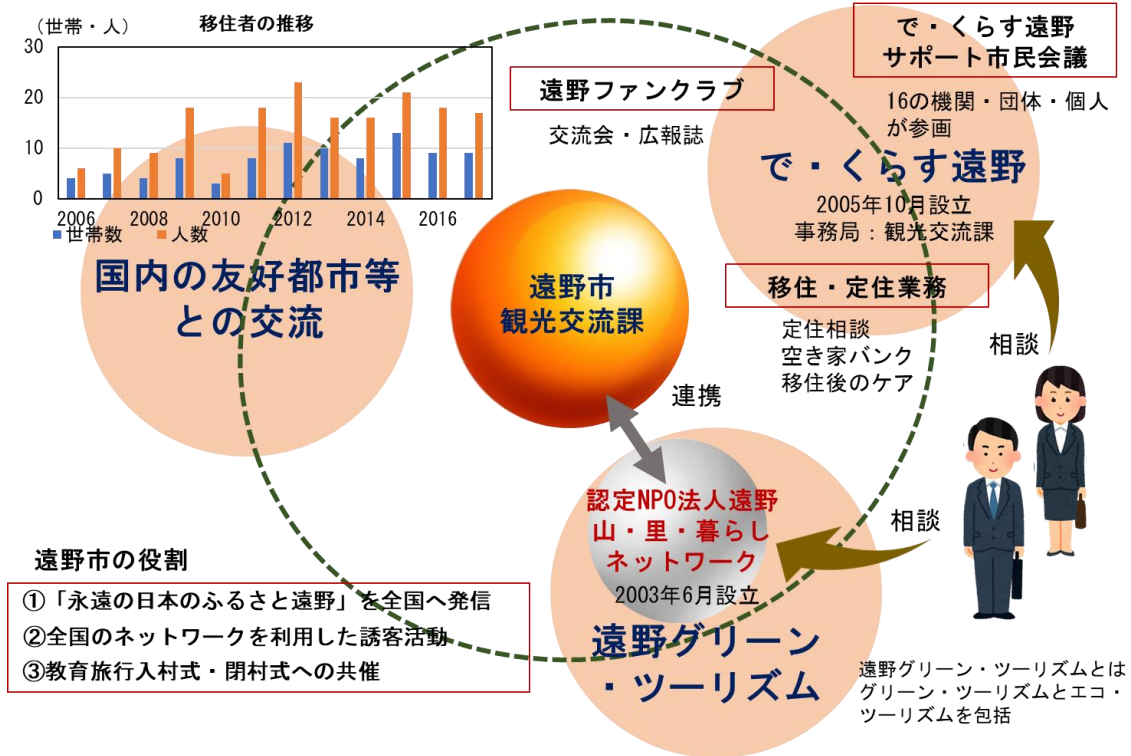 （世帯・人）
移住者の推移
30
20
10
0
2006 2008 2010 2012 2014 2016
世帯数 人数
国内の友好都市等
との交流
遠野ファンクラブ
交流会・広報誌
で・くらす遠野
サポート市民会議
16の機関・団体・個人
が参画
で・くらす遠野
2005年10月設立
事務局：観光交流課
移住・定住業務
定住相談
空き家バンク
移住後のケア
遠野市
観光交流課
連携
相談
相談
認定NPO法人遠野
山・里・暮らし
ネットワーク
2003年6月設立
遠野グリーン
・ツーリズム
遠野グリーン・ツーリズムとは
グリーン・ツーリズムとエコ・
ツーリズムを包括
遠野市の役割
①「永遠の日本のふるさと遠野」を全国へ発信
②全国のネットワークを利用した誘客活動
③教育旅行入村式・閉村式への共催